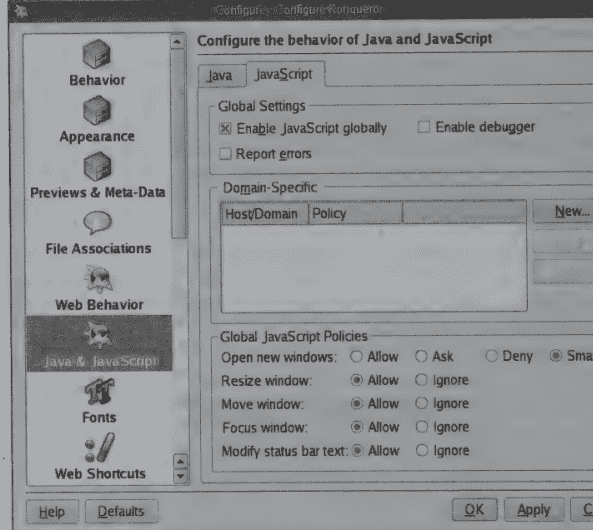 Configure - Configure Konqueror
Configure the behavior of Java and JavaScript
Behavior
Appearance
Previews & Meta-Data
File Associations
Web Behavior
Java & JavaScript
Fonts
Web Shortcuts
Java JavaScript
Global Settings
Enable JavaScript globally Enable debugger
Report errors
Domain-Specific
Host/Domain Policy
New...
Global JavaScript Policies
Open new windows: Allow Ask Deny Sma
Resize window: Allow Ignore
Move window: Allow Ignore
Focus window: Allow Ignore
Modify status bar text: Allow Ignore
Help Defaults OK Apply C